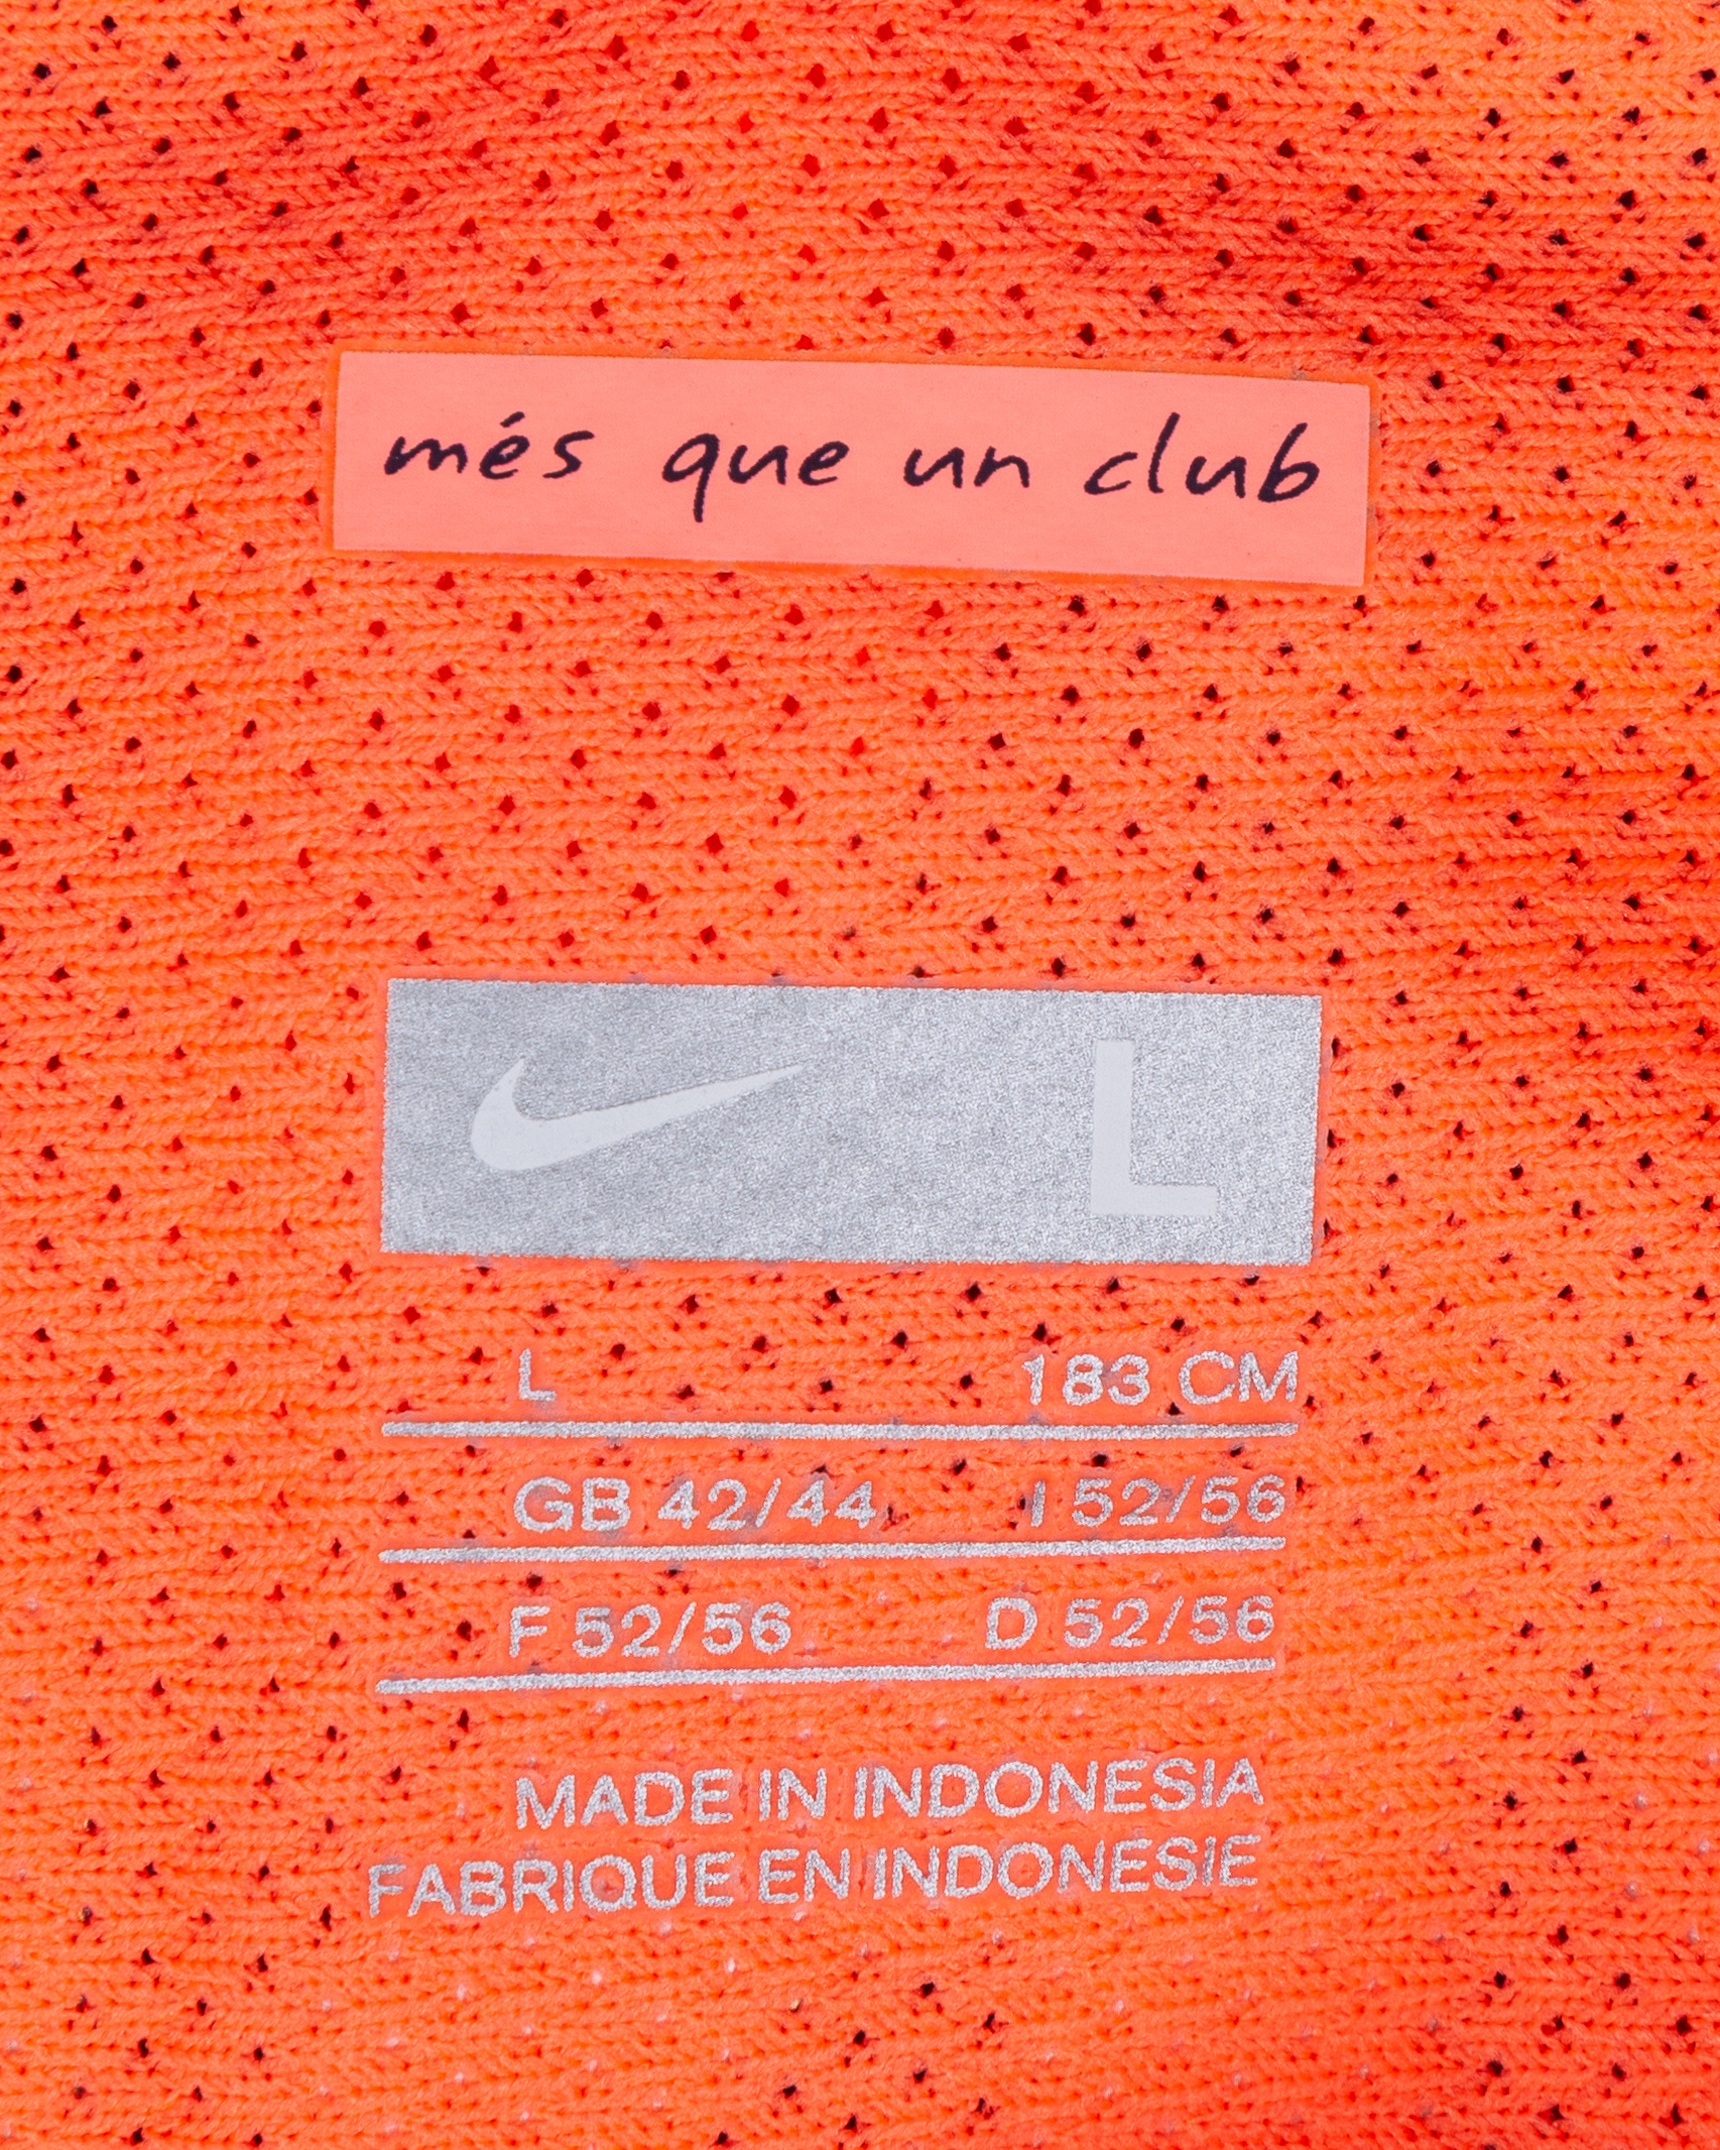 més que un club
L
L 183 CM
GB 42/44 I 52/56
F 52/56 D 52/56
MADE IN INDONESIA
FABRIQUE EN INDONESIE